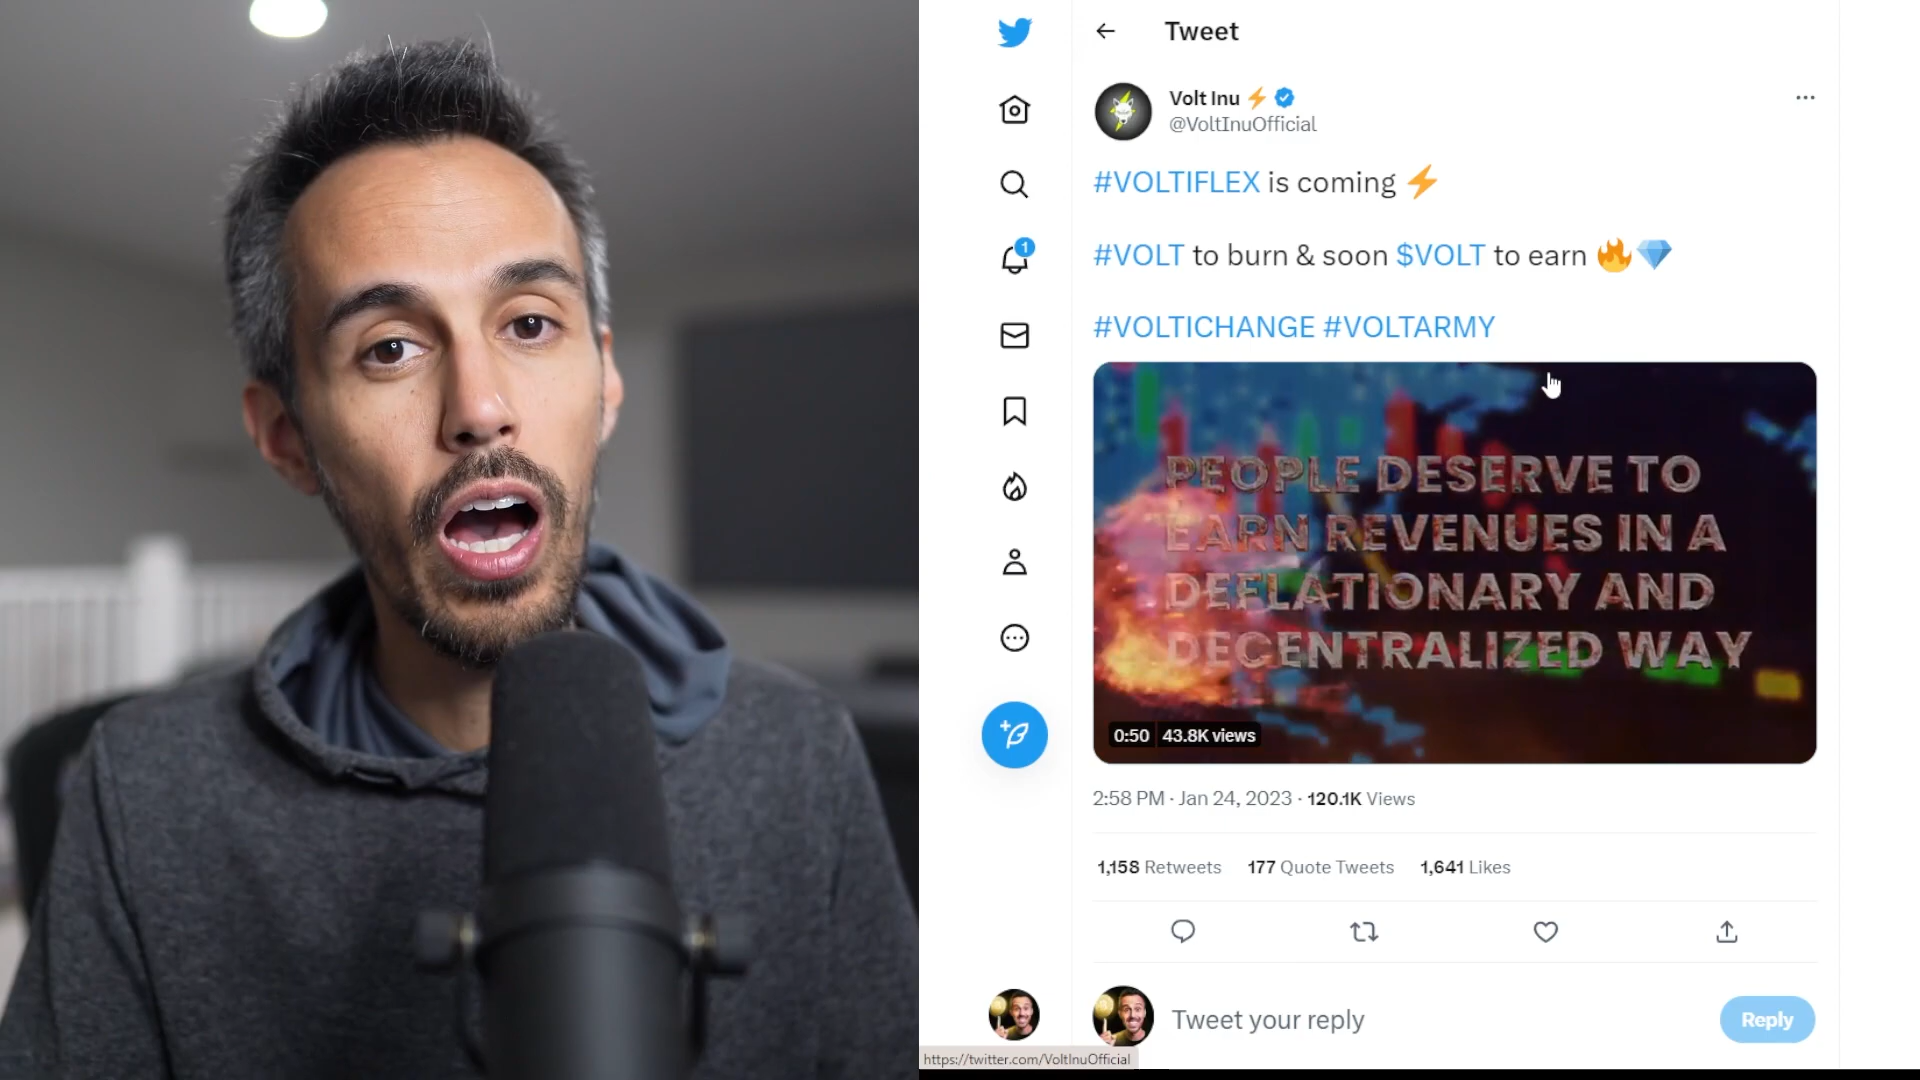 Tweet
Volt Inu⚡
@VoltInuOfficial
#VOLTIFLEX is coming ⚡
1
#VOLT to burn & soon $VOLT to earn 🔥💎
#VOLTICHANGE #VOLTARMY
PEOPLE DESERVE TO
EARN REVENUES IN A
DEFLATIONARY AND
DECENTRALIZED WAY
0:50 43.8K views
2:58 PM · Jan 24, 2023 · 120.1K Views
1,158 Retweets 177 Quote Tweets 1,641 Likes
Tweet your reply
Reply
https://twitter.com/VoltInuOfficial